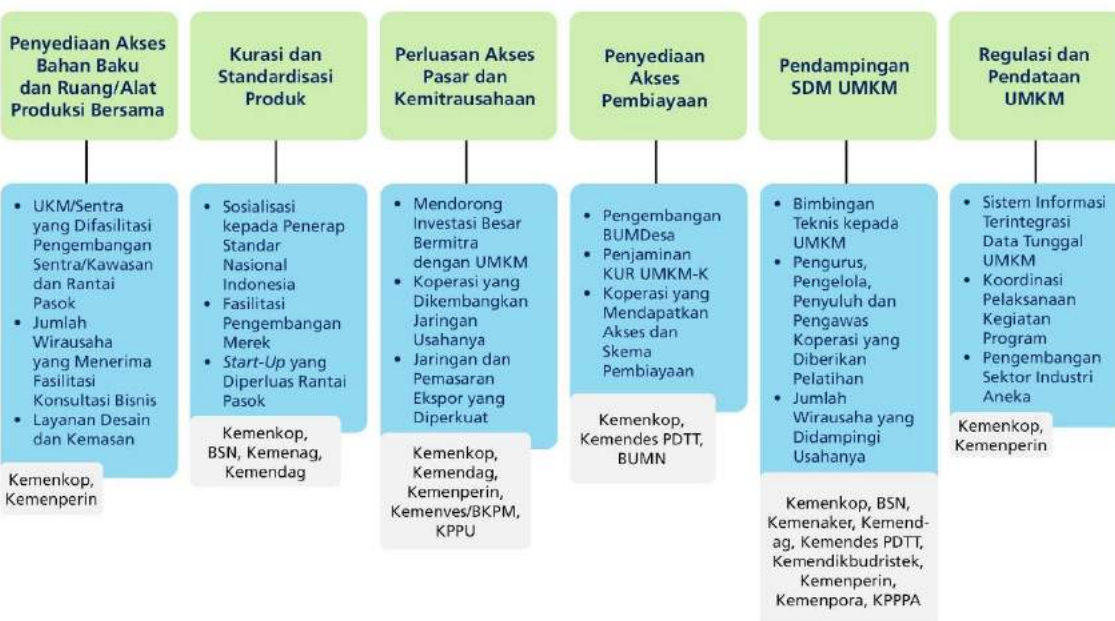 Penyediaan Akses
Bahan Baku
dan Ruang/Alat
Produksi Bersama
• UKM/Sentra
yang Difasilitasi
Pengembangan
Sentra/Kawasan
dan Rantai
Pasok
• Jumlah
Wirausaha
yang Menerima
Fasilitasi
Konsultasi Bisnis
• Layanan Desain
dan Kemasan
Kemenkop,
Kemenperin
Kurasi dan
Standardisasi
Produk
• Sosialisasi
kepada Penerap
Standar
Nasional
Indonesia
• Fasilitasi
Pengembangan
Merek
• Start-Up yang
Diperluas Rantai
Pasok
Kemenkop,
BSN, Kemenag,
Kemendag
Perluasan Akses
Pasar dan
Kemitrausahaan
• Mendorong
Investasi Besar
Bermitra
dengan UMKM
• Koperasi yang
Dikembangkan
Jaringan
Usahanya
• Jaringan dan
Pemasaran
Ekspor yang
Diperkuat
Kemenkop,
Kemendag,
Kemenperin,
Kemenves/BKPM,
KPPU
Penyediaan
Akses
Pembiayaan
• Pengembangan
BUMDesa
• Penjaminan
KUR UMKM-K
• Koperasi yang
Mendapatkan
Akses dan
Skema
Pembiayaan
Kemenkop,
Kemendes PDTT,
BUMN
Pendampingan
SDM UMKM
• Bimbingan
Teknis kepada
UMKM
• Pengurus,
Pengelola,
Penyuluh dan
Pengawas
Koperasi yang
Diberikan
Pelatihan
• Jumlah
Wirausaha yang
Didampingi
Usahanya
Kemenkop, BSN,
Kemenaker, Kemend-
ag, Kemendes PDTT,
Kemendikbudristek,
Kemenperin,
Kemenpora, KPPPA
Regulasi dan
Pendataan
UMKM
• Sistem Informasi
Terintegrasi
Data Tunggal
UMKM
• Koordinasi
Pelaksanaan
Kegiatan
Program
• Pengembangan
Sektor Industri
Aneka
Kemenkop,
Kemenperin